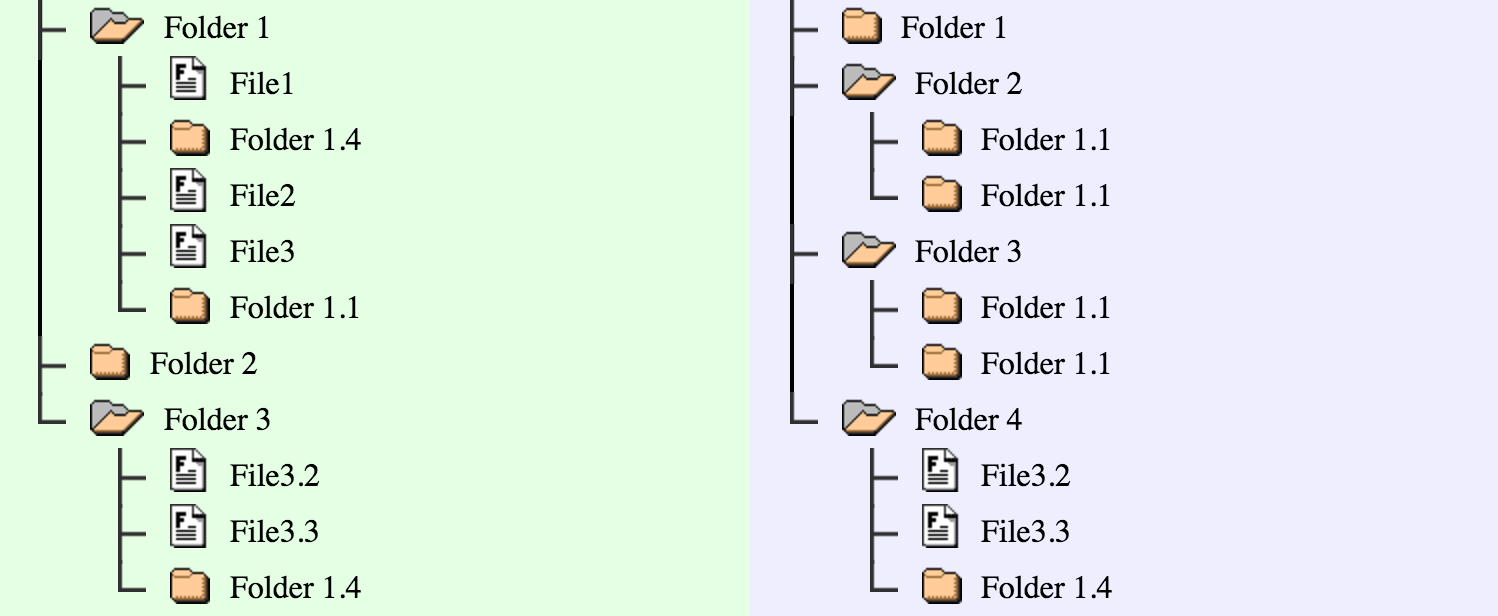 Folder 1
File1
Folder 1.4
File2
File3
Folder 1.1
Folder 2
Folder 3
File3.2
File3.3
Folder 1.4
Folder 1
Folder 2
Folder 1.1
Folder 1.1
Folder 3
Folder 1.1
Folder 1.1
Folder 4
File3.2
File3.3
Folder 1.4